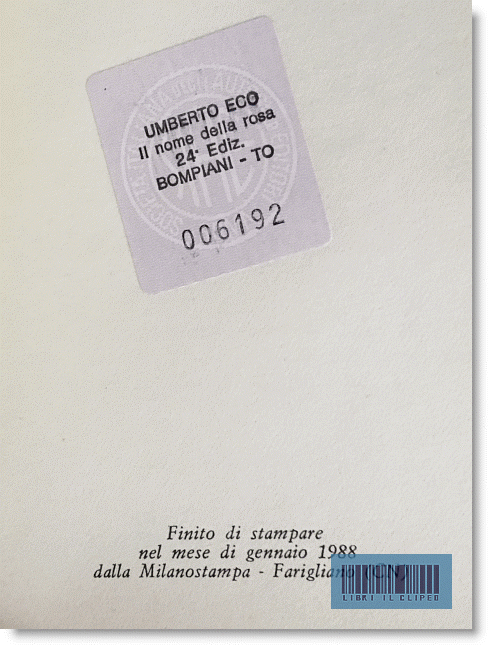 UMBERTO ECO
Il nome della rosa
24ª Ediz.
BOMPIANI - TO
006192
Finito di stampare
nel mese di gennaio 1988
dalla Milanostampa - Farigliano (CN)
LIBRI IL CLIPEO